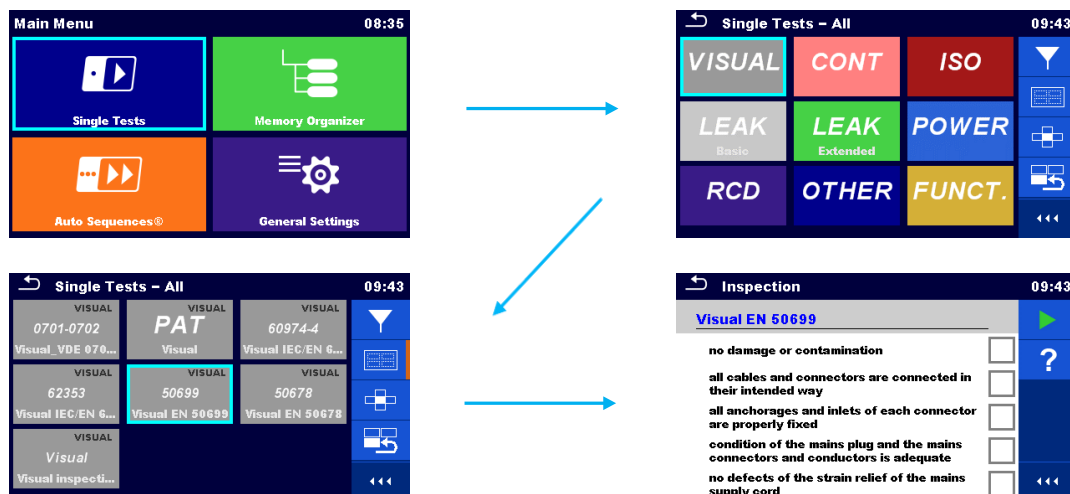 Main Menu 08:35
Single Tests
Memory Organizer
Auto Sequences®
General Settings
Single Tests – All 09:43
VISUAL
CONT
ISO
LEAK
Basic
LEAK
Extended
POWER
RCD
OTHER
FUNCT.
Single Tests – All 09:43
VISUAL
0701-0702
Visual_VDE 070...
VISUAL
PAT
Visual
VISUAL
60974-4
Visual IEC/EN 6...
VISUAL
62353
Visual IEC/EN 6...
VISUAL
50699
Visual EN 50699
VISUAL
50678
Visual EN 50678
VISUAL
Visual
Visual inspecti...
Inspection 09:43
Visual EN 50699
no damage or contamination
all cables and connectors are connected in
their intended way
all anchorages and inlets of each connector
are properly fixed
condition of the mains plug and the mains
connectors and conductors is adequate
no defects of the strain relief of the mains
supply cord
?